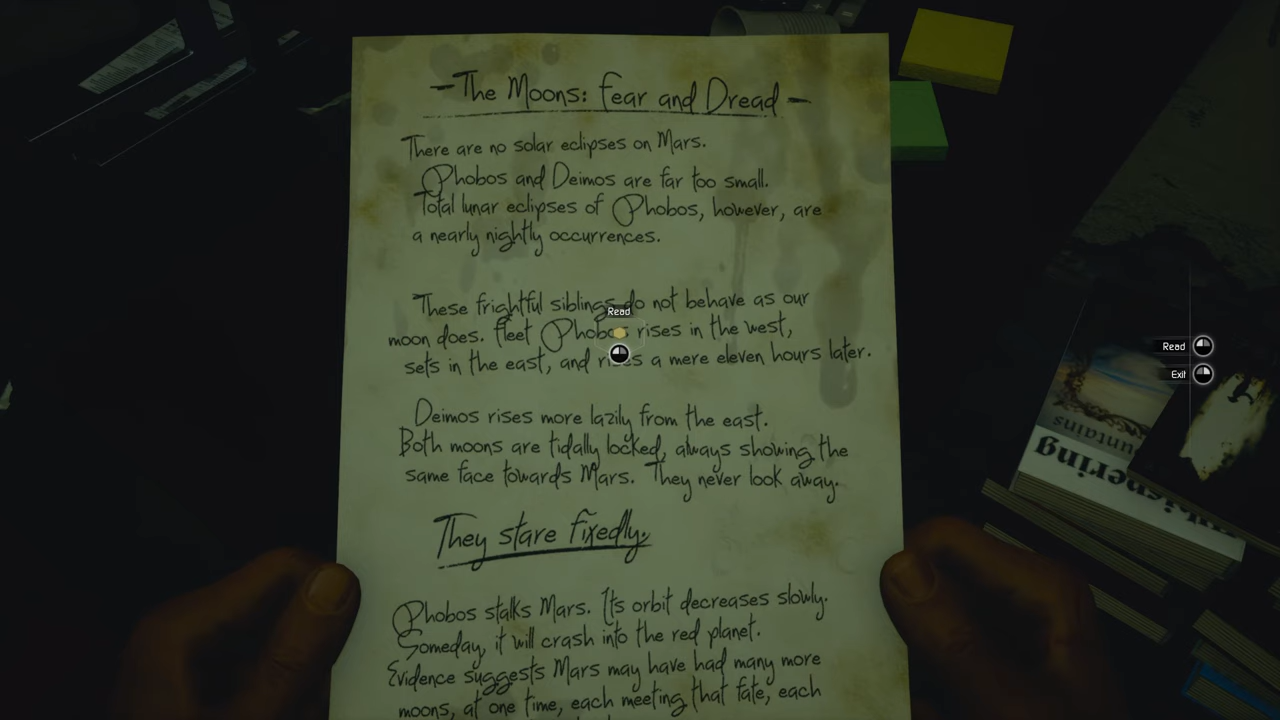 - The Moons: Fear and Dread -
There are no solar eclipses on Mars.
Phobos and Deimos are far too small.
Total lunar eclipses of Phobos, however, are
a nearly nightly occurrences.
These frightful siblings do not behave as our
Read
moon does. Fleet Phobos rises in the west,
sets in the east, and rises a mere eleven hours later.
Deimos rises more lazily from the east.
Both moons are tidally locked, always showing the
same face towards Mars. They never look away.
They stare fixedly.
Phobos stalks Mars. Its orbit decreases slowly.
Someday, it will crash into the red planet.
Evidence suggests Mars may have had many more
moons, at one time, each meeting that fate, each
Read
Exit
untains